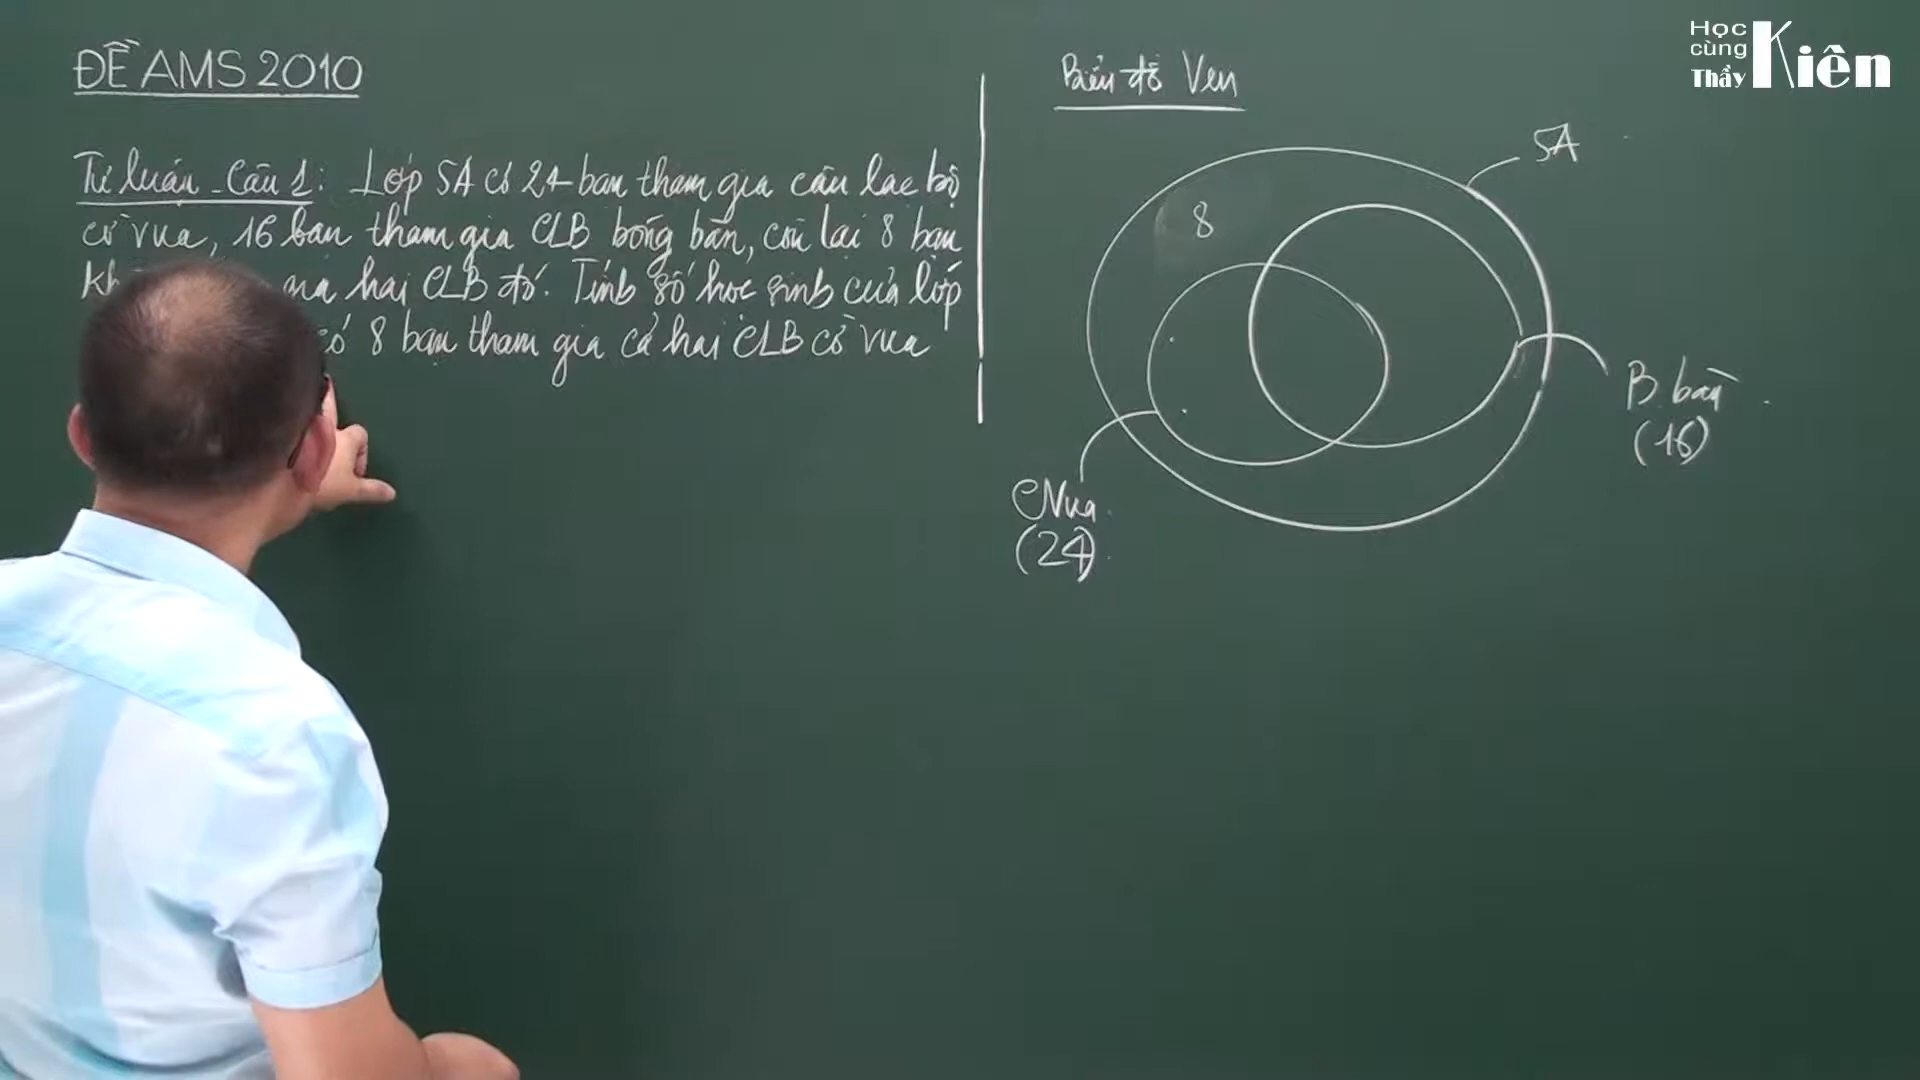 ĐỀ AMS 2010
Tự luận - Câu 1: Lớp 5A có 24 bạn tham gia câu lạc bộ
cờ vua, 16 bạn tham gia CLB bóng bàn, còn lại 8 bạn
gia hai CLB đó. Tính số học sinh của lớp
có 8 bạn tham gia cả hai CLB cờ vua
Biểu đồ Ven
5A
8
B bàn
(16)
C Vua
(24)
Học
cùng
Thầy Kiên